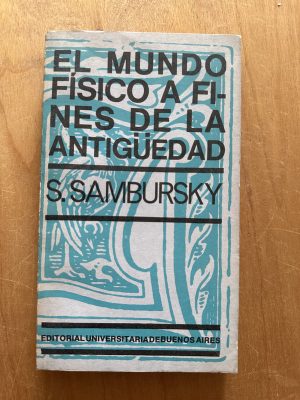 EL MUNDO
FÍSICO A FI-
NES DE LA
ANTIGÜEDAD
S. SAMBURSKY
EDITORIAL UNIVERSITARIA DE BUENOS AIRES